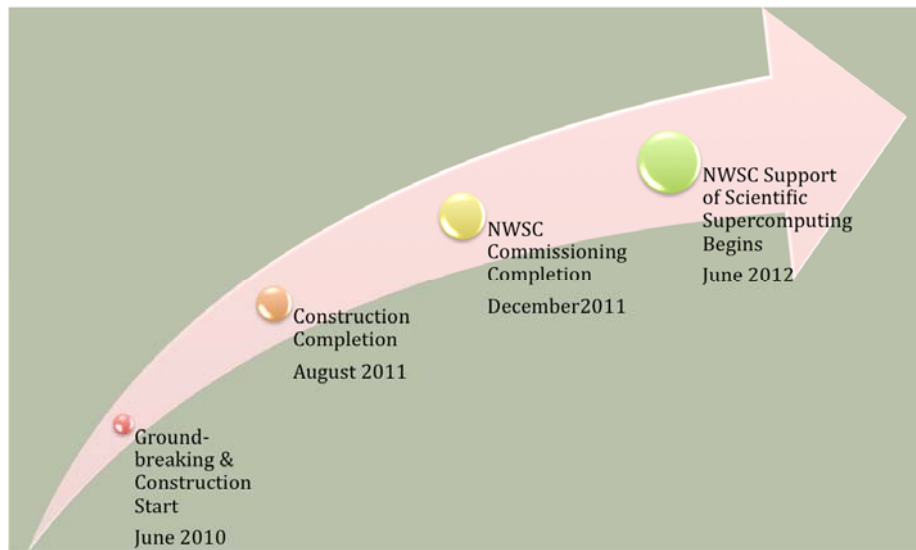 Ground-
breaking &
Construction
Start
June 2010
Construction
Completion
August 2011
NWSC
Commissioning
Completion
December2011
NWSC Support
of Scientific
Supercomputing
Begins
June 2012